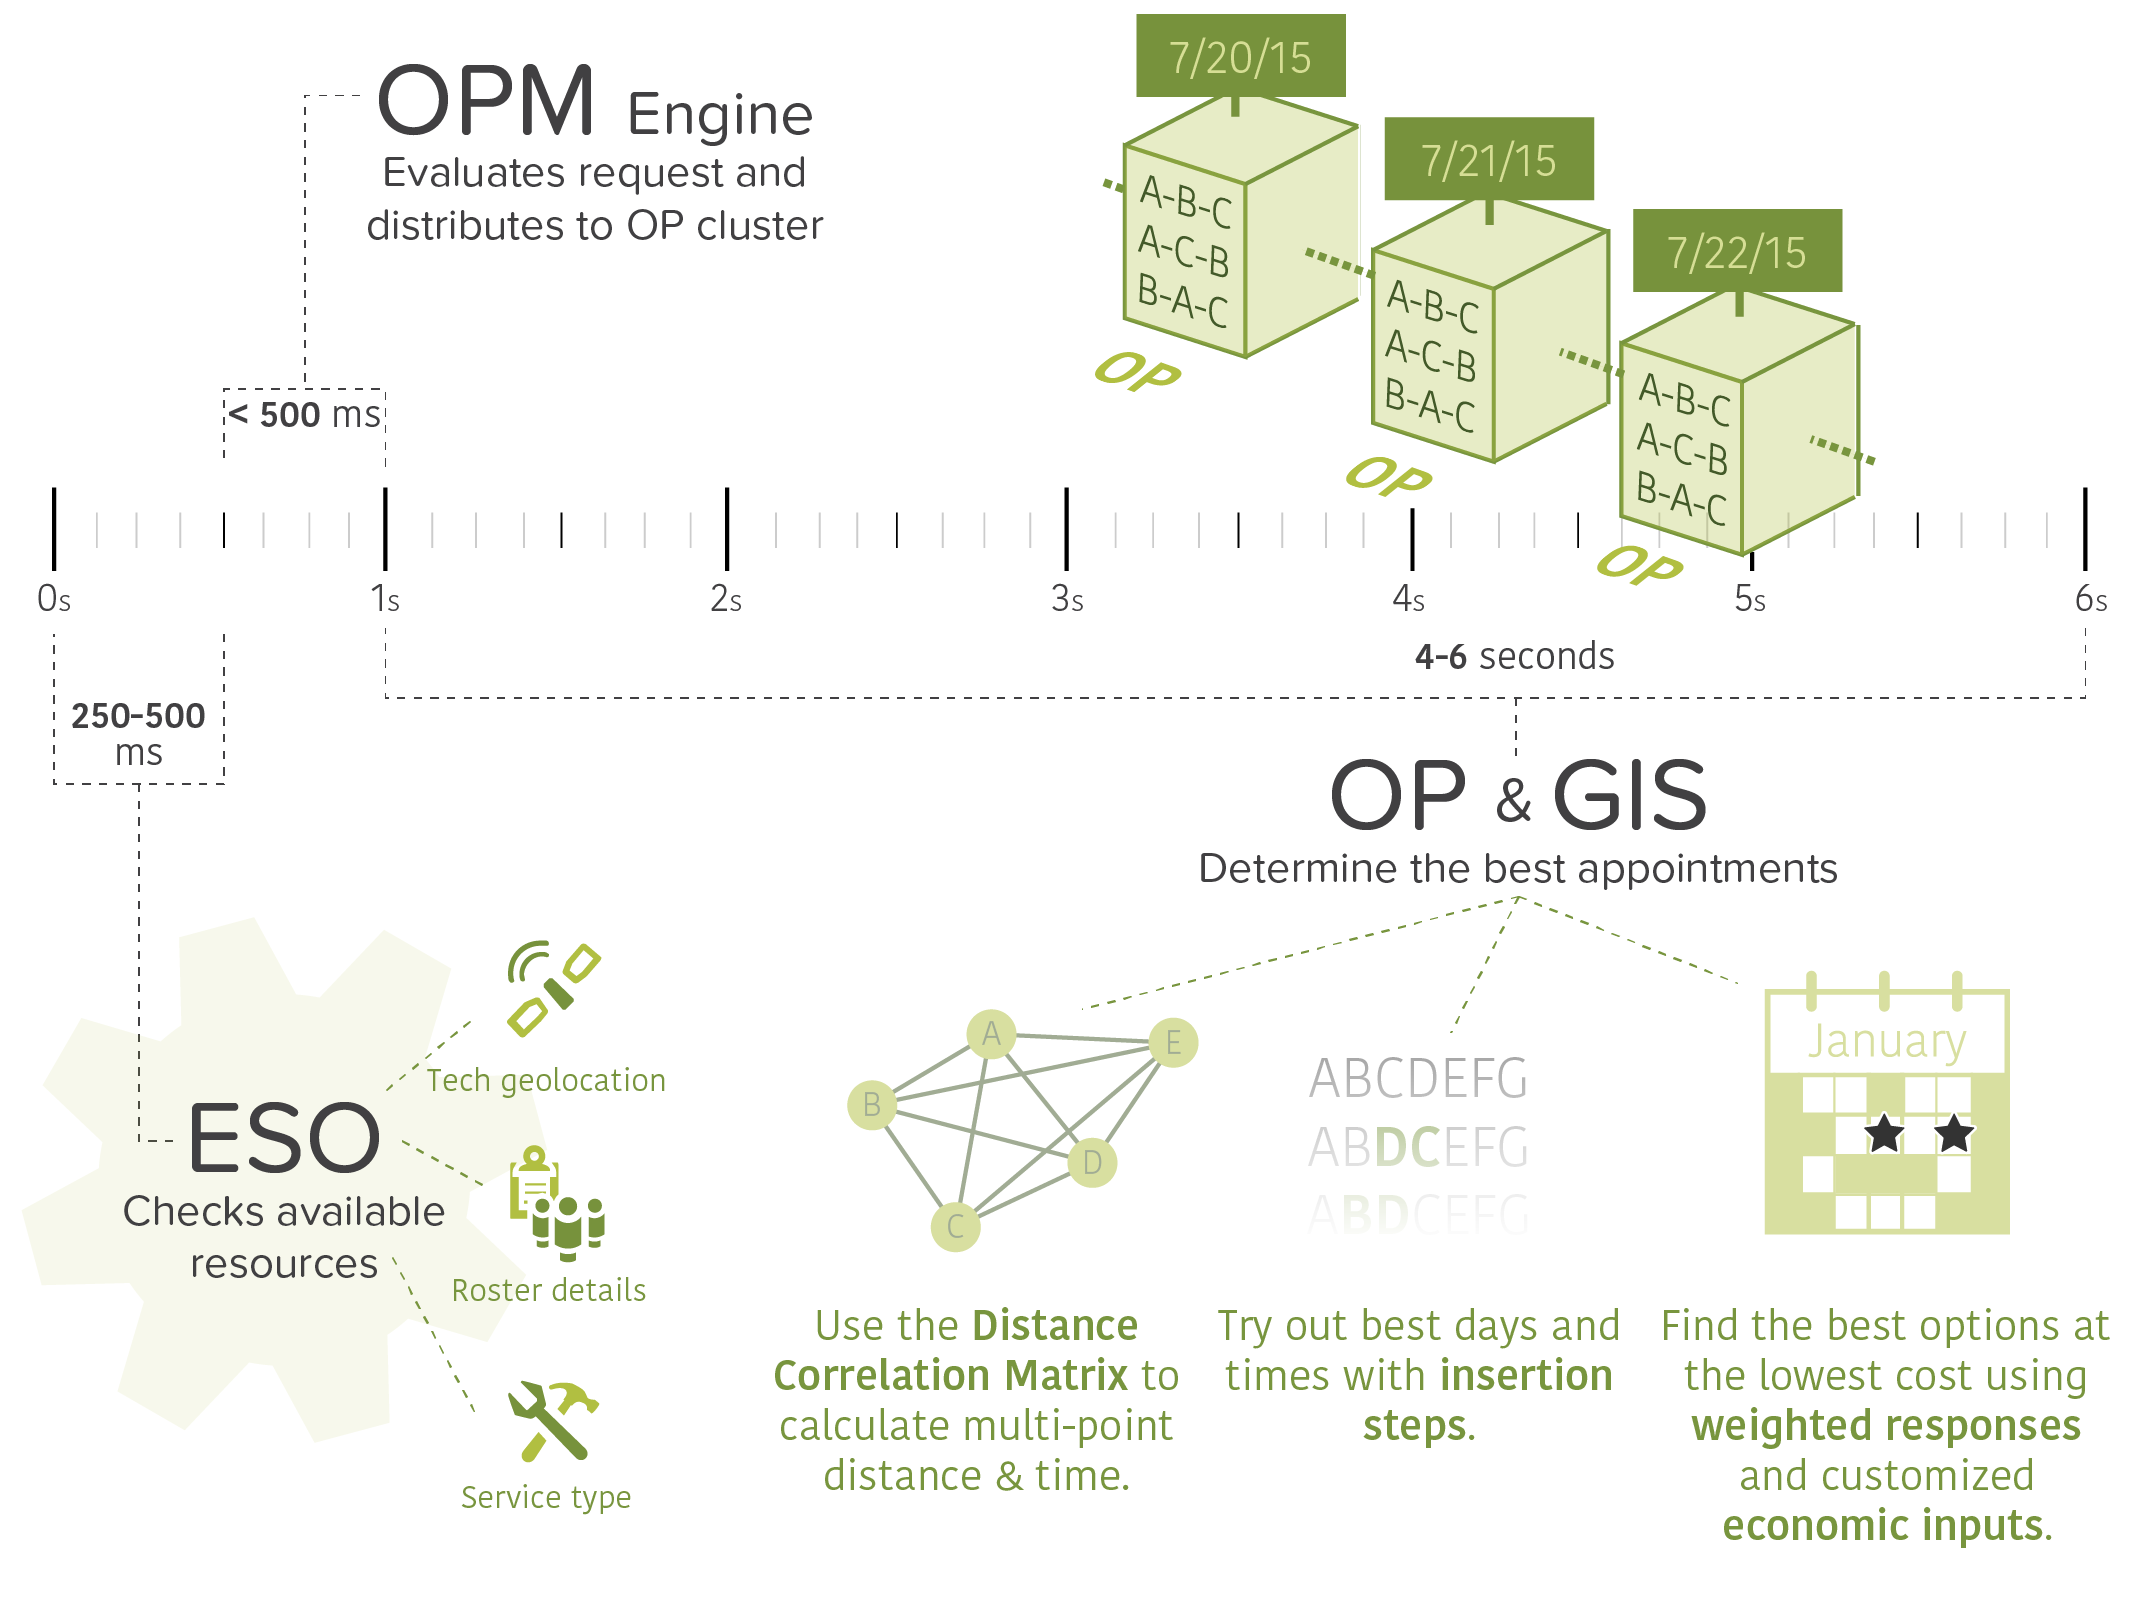 OPM Engine
Evaluates request and
distributes to OP cluster
7/20/15
A-B-C
A-C-B
B-A-C
OP
7/21/15
A-B-C
A-C-B
B-A-C
OP
7/22/15
A-B-C
A-C-B
B-A-C
OP
< 500 ms
0s
1s
2s
3s
4s
5s
6s
4-6 seconds
250-500
ms
OP & GIS
Determine the best appointments
ESO
Checks available
resources
Tech geolocation
Roster details
Service type
A
E
B
D
C
ABCDEFG
ABDCEFG
ABDCEFG
January
Use the Distance
Correlation Matrix to
calculate multi-point
distance & time.
Try out best days and
times with insertion
steps.
Find the best options at
the lowest cost using
weighted responses
and customized
economic inputs.